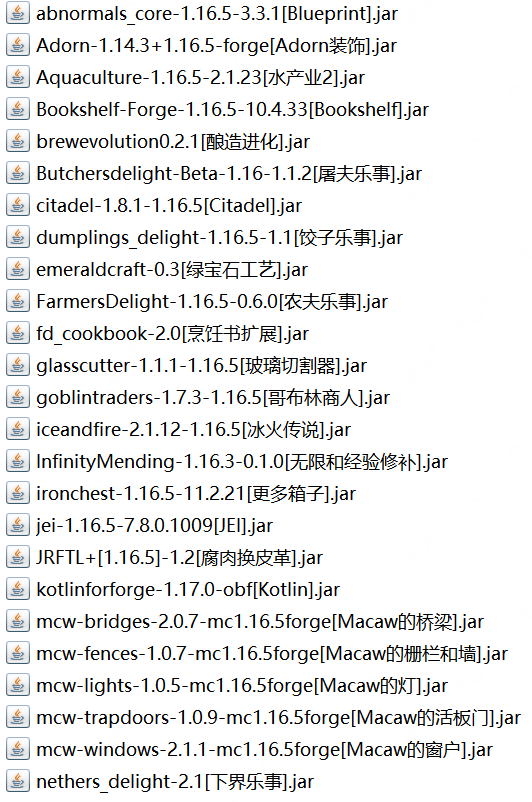 abnormals_core-1.16.5-3.3.1[Blueprint].jar
Adorn-1.14.3+1.16.5-forge[Adorn装饰].jar
Aquaculture-1.16.5-2.1.23[水产业2].jar
Bookshelf-Forge-1.16.5-10.4.33[Bookshelf].jar
brewevolution0.2.1[酿造进化].jar
Butchersdelight-Beta-1.16-1.1.2[屠夫乐事].jar
citadel-1.8.1-1.16.5[Citadel].jar
dumplings_delight-1.16.5-1.1[饺子乐事].jar
emeraldcraft-0.3[绿宝石工艺].jar
FarmersDelight-1.16.5-0.6.0[农夫乐事].jar
fd_cookbook-2.0[烹饪书扩展].jar
glasscutter-1.1.1-1.16.5[玻璃切割器].jar
goblintraders-1.7.3-1.16.5[哥布林商人].jar
iceandfire-2.1.12-1.16.5[冰火传说].jar
InfinityMending-1.16.3-0.1.0[无限和经验修补].jar
ironchest-1.16.5-11.2.21[更多箱子].jar
jei-1.16.5-7.8.0.1009[JEI].jar
JRFTL+[1.16.5]-1.2[腐肉换皮革].jar
kotlinforforge-1.17.0-obf[Kotlin].jar
mcw-bridges-2.0.7-mc1.16.5forge[Macaw的桥梁].jar
mcw-fences-1.0.7-mc1.16.5forge[Macaw的栅栏和墙].jar
mcw-lights-1.0.5-mc1.16.5forge[Macaw的灯].jar
mcw-trapdoors-1.0.9-mc1.16.5forge[Macaw的活板门].jar
mcw-windows-2.1.1-mc1.16.5forge[Macaw的窗户].jar
nethers_delight-2.1[下界乐事].jar